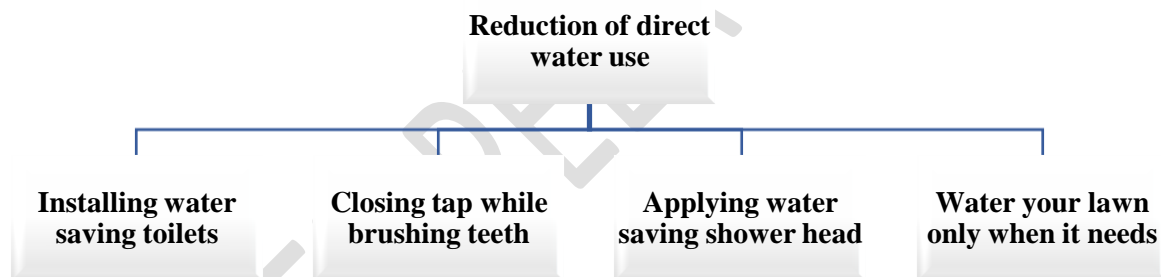 Reduction of direct
water use
Installing water
saving toilets
Closing tap while
brushing teeth
Applying water
saving shower head
Water your lawn
only when it needs